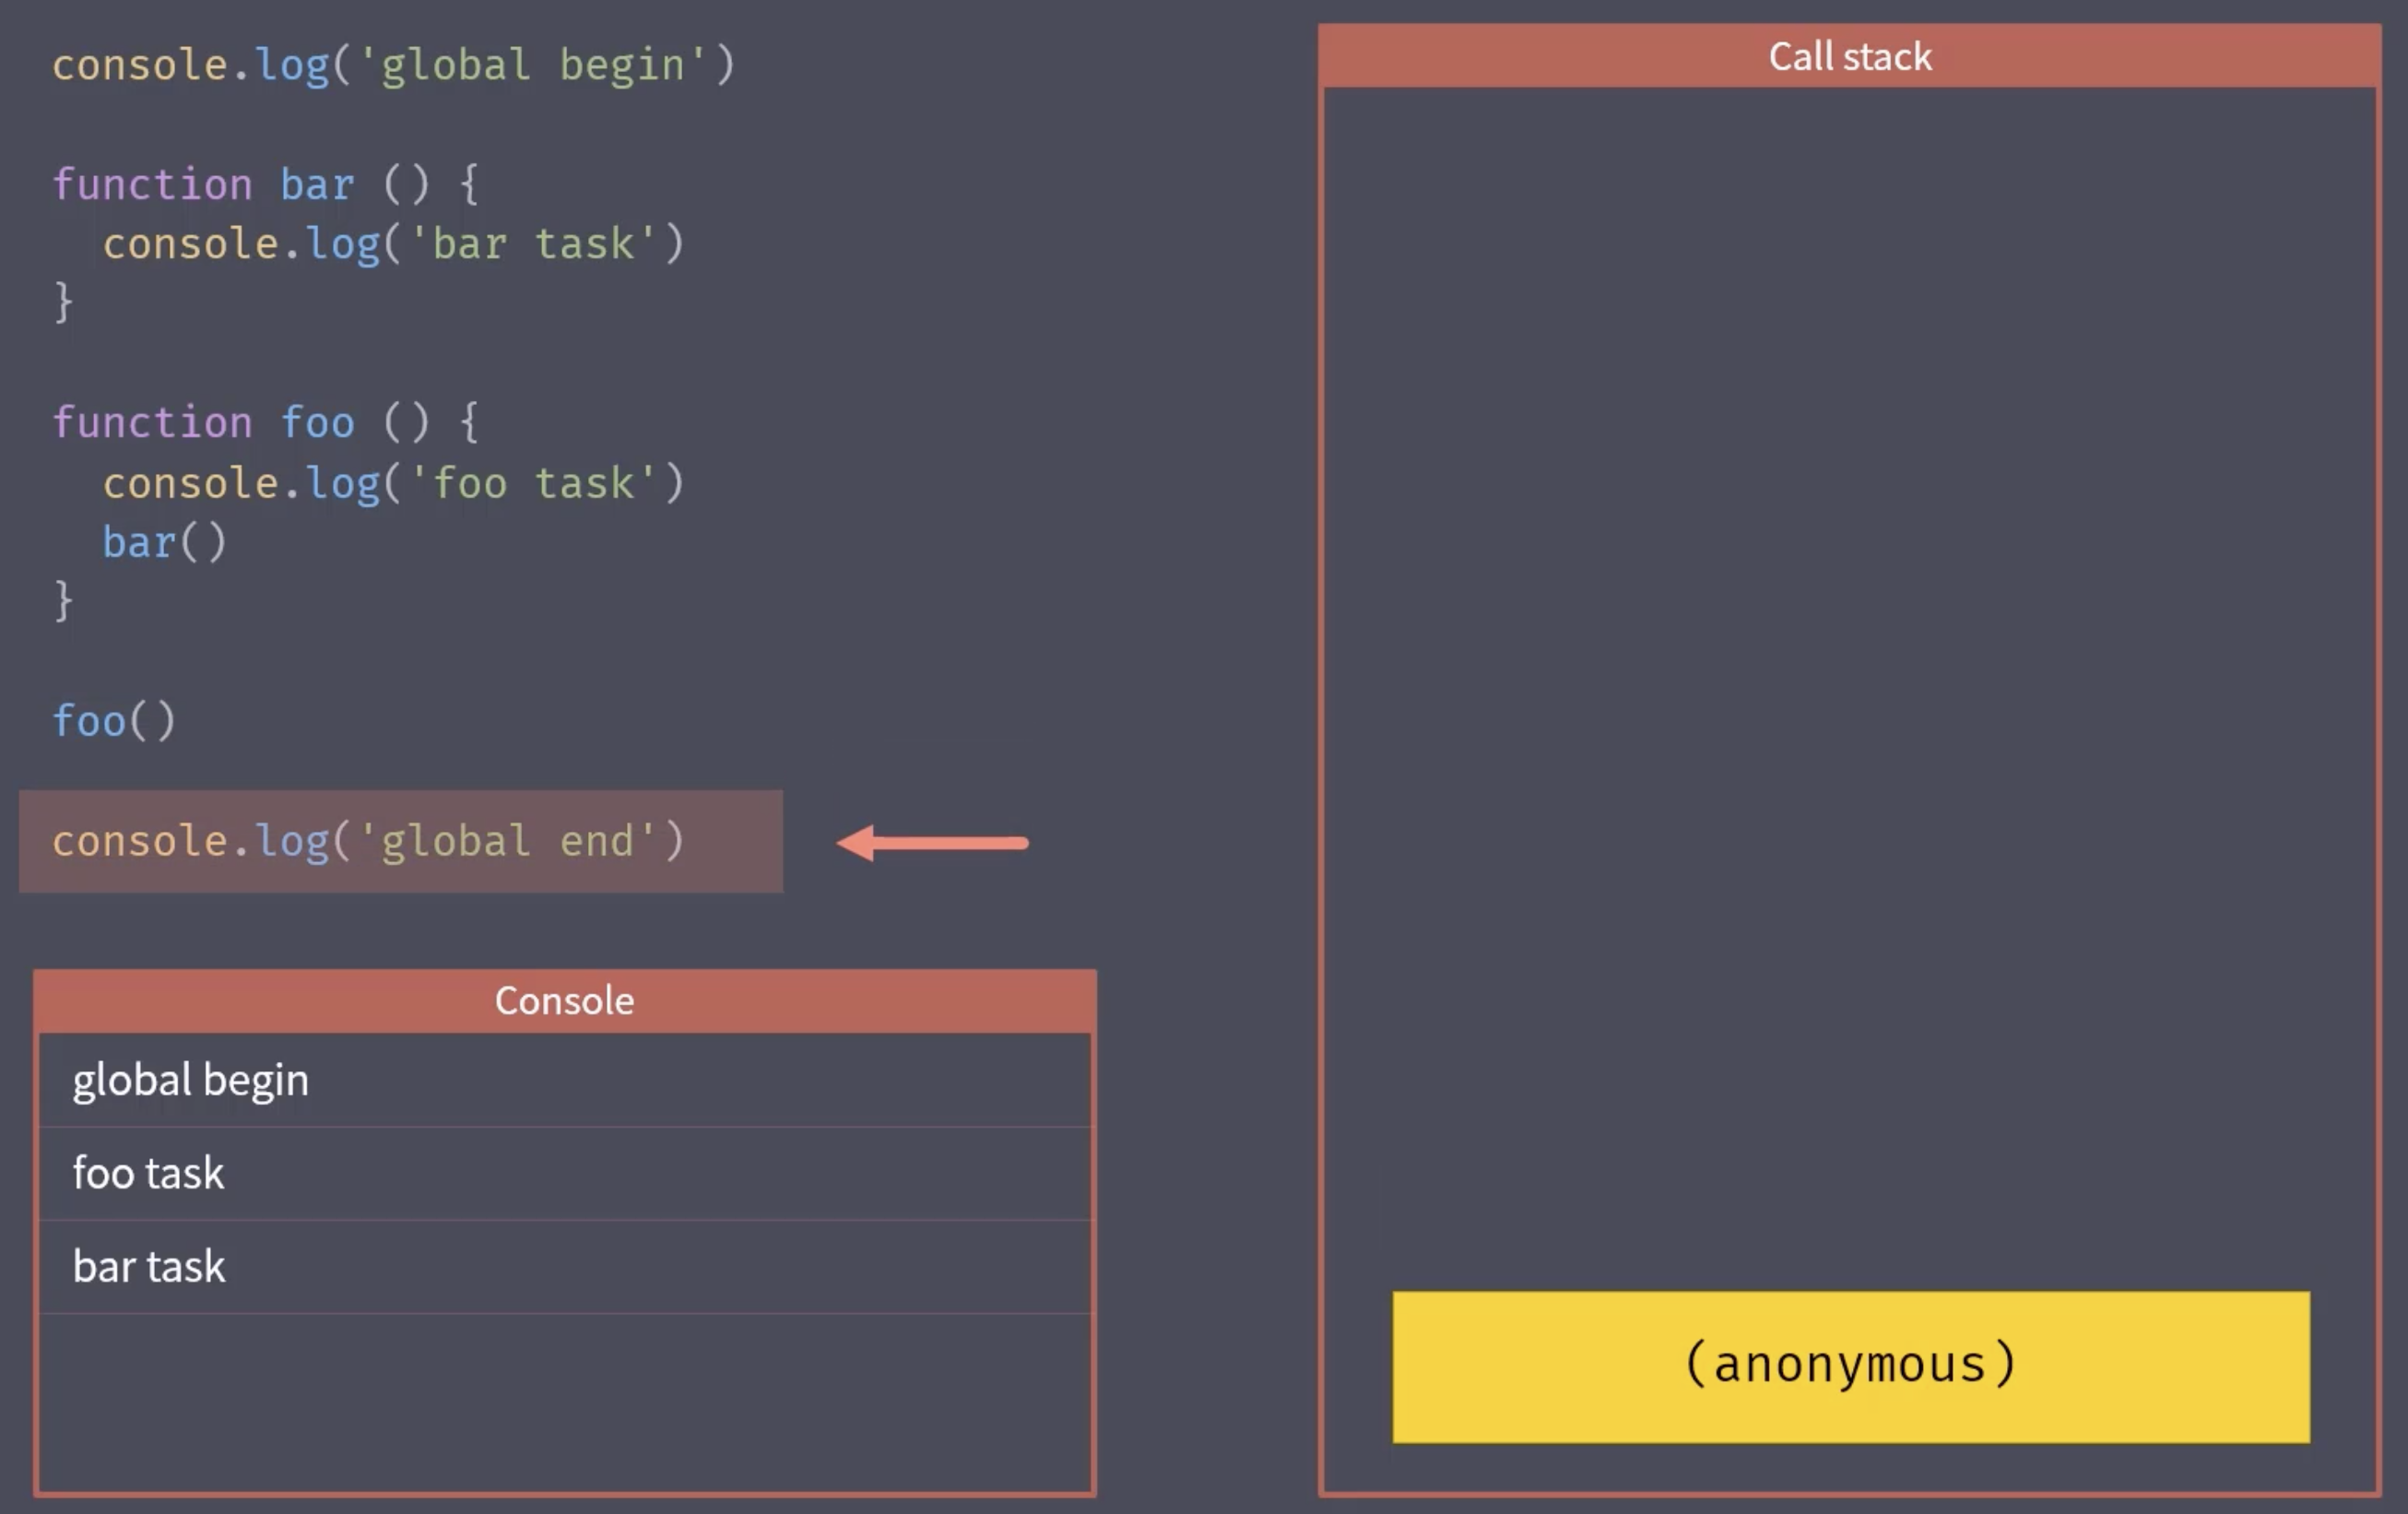 console.log('global begin')
function bar () {
  console.log('bar task')
}
function foo () {
  console.log('foo task')
  bar()
}
foo()
console.log('global end')
Console
global begin
foo task
bar task
Call stack
(anonymous)